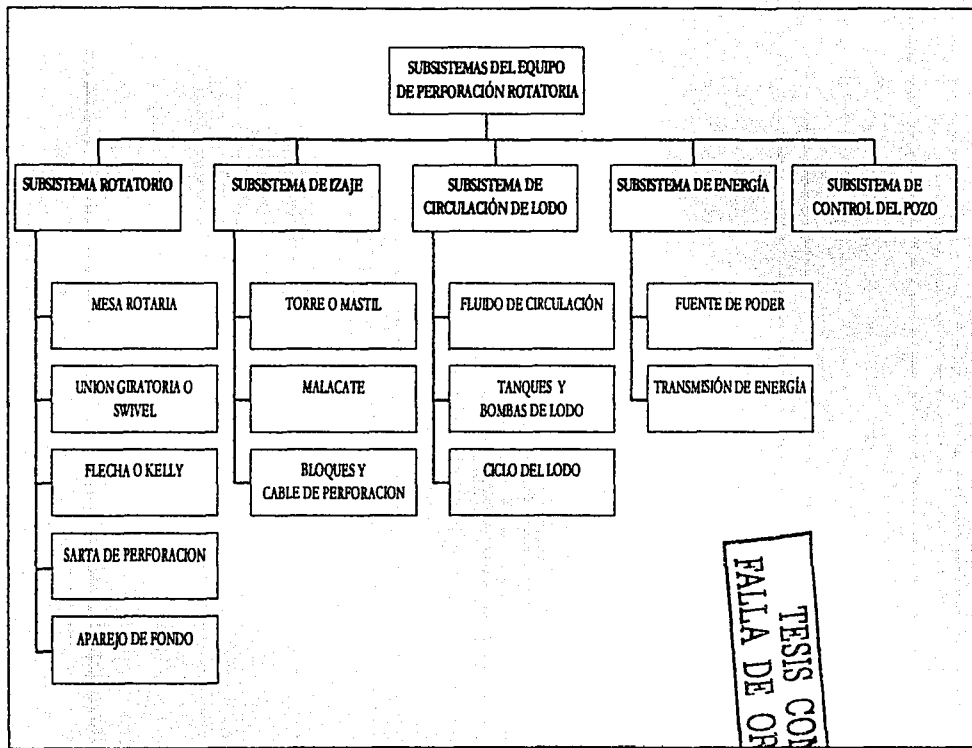 SUBSISTEMAS DEL EQUIPO
DE PERFORACIÓN ROTATORIA
SUBSISTEMA ROTATORIO
SUBSISTEMA DE IZAJE
SUBSISTEMA DE
CIRCULACIÓN DE LODO
SUBSISTEMA DE ENERGÍA
SUBSISTEMA DE
CONTROL DEL POZO
MESA ROTARIA
UNION GIRATORIA O
SWIVEL
FLECHA O KELLY
SARTA DE PERFORACION
APAREJO DE FONDO
TORRE O MASTIL
MALACATE
BLOQUES Y
CABLE DE PERFORACION
FLUIDO DE CIRCULACIÓN
TANQUES Y
BOMBAS DE LODO
CICLO DEL LODO
FUENTE DE PODER
TRANSMISIÓN DE ENERGÍA
TESIS CON
FALLA DE OR